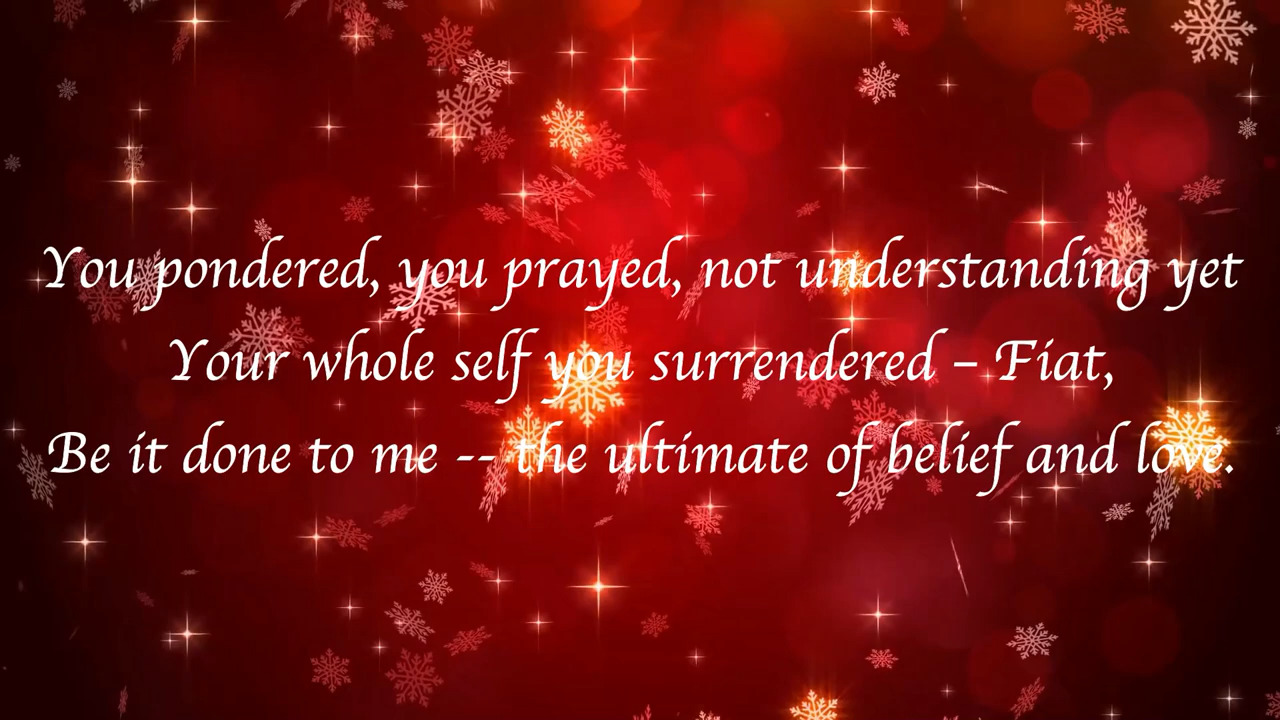 You pondered, you prayed, not understanding yet
Your whole self you surrendered – Fiat,
Be it done to me -- the ultimate of belief and love.